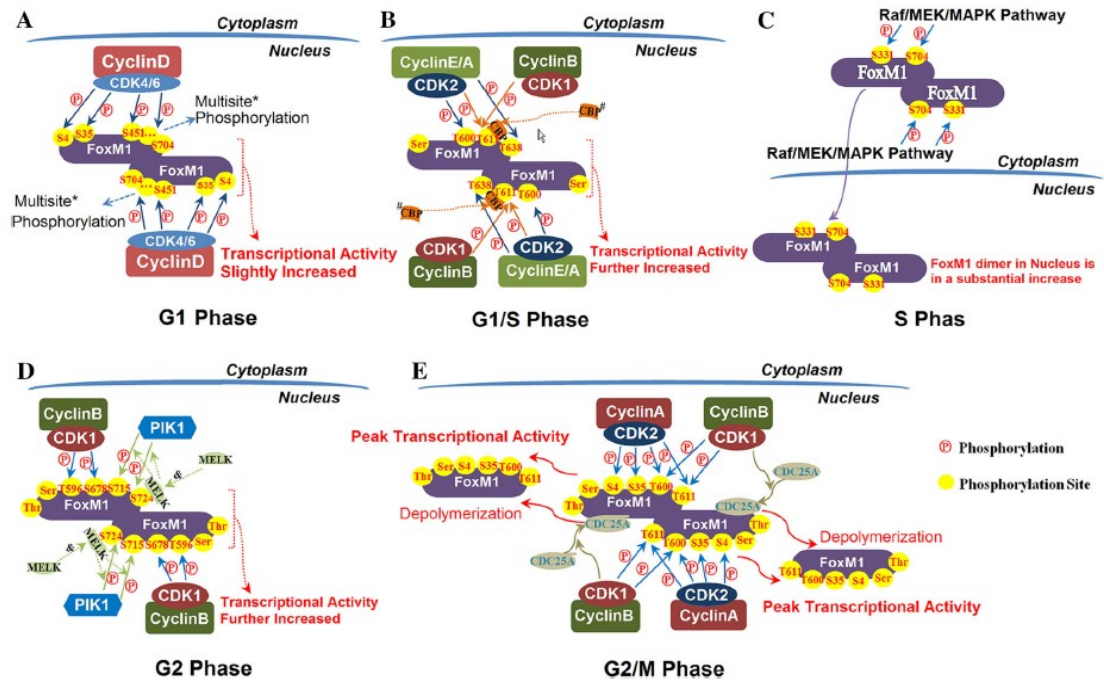 A
Cytoplasm
Nucleus
CyclinD
CDK4/6
P P P P
S4 S35 S451... S704
Multisite*
Phosphorylation
FoxM1
FoxM1
S704 ... S451 S35 S4
Multisite*
Phosphorylation
P P P P
CDK4/6
CyclinD
Transcriptional Activity
Slightly Increased
G1 Phase
B
Cytoplasm
Nucleus
CyclinE/A
CDK2
CyclinB
CDK1
P P P P
CBP#
CBP
Ser T600 T61 T638
FoxM1
FoxM1
T638 T611 T600 Ser
CBP
#CBP
P P P P
CDK1
CyclinB
CDK2
CyclinE/A
Transcriptional Activity
Further Increased
G1/S Phase
C
Raf/MEK/MAPK Pathway
P P
S331 S704
FoxM1
FoxM1
S704 S331
P P
Raf/MEK/MAPK Pathway
Cytoplasm
Nucleus
S331 S704
FoxM1
FoxM1
S704 S331
FoxM1 dimer in Nucleus is
in a substantial increase
S Phas
D
Cytoplasm
Nucleus
CyclinB
CDK1
PIK1
P P P P
& MELK
MELK
Thr Ser T596 S678 S715 S724
FoxM1
FoxM1
S724 S715 S678 T596 Ser Thr
MELK &
MELK
P P P P
PIK1
CDK1
CyclinB
Transcriptional Activity
Further Increased
G2 Phase
E
Cytoplasm
Nucleus
CyclinA
CDK2
CyclinB
CDK1
Peak Transcriptional Activity
P P P P P P
CDC25A
Ser S4 S35 T600 T611
Thr FoxM1
Depolymerization
Thr Ser S4 S35 T600 T611
FoxM1
CDC25A
CDC25A
FoxM1
T611 T600 S35 S4 Ser Thr
CDC25A
Depolymerization
FoxM1
T611 T600 S35 S4 Ser Thr
P P P P P P
CDK1
CyclinB
CDK2
CyclinA
Peak Transcriptional Activity
G2/M Phase
P Phosphorylation
Phosphorylation Site